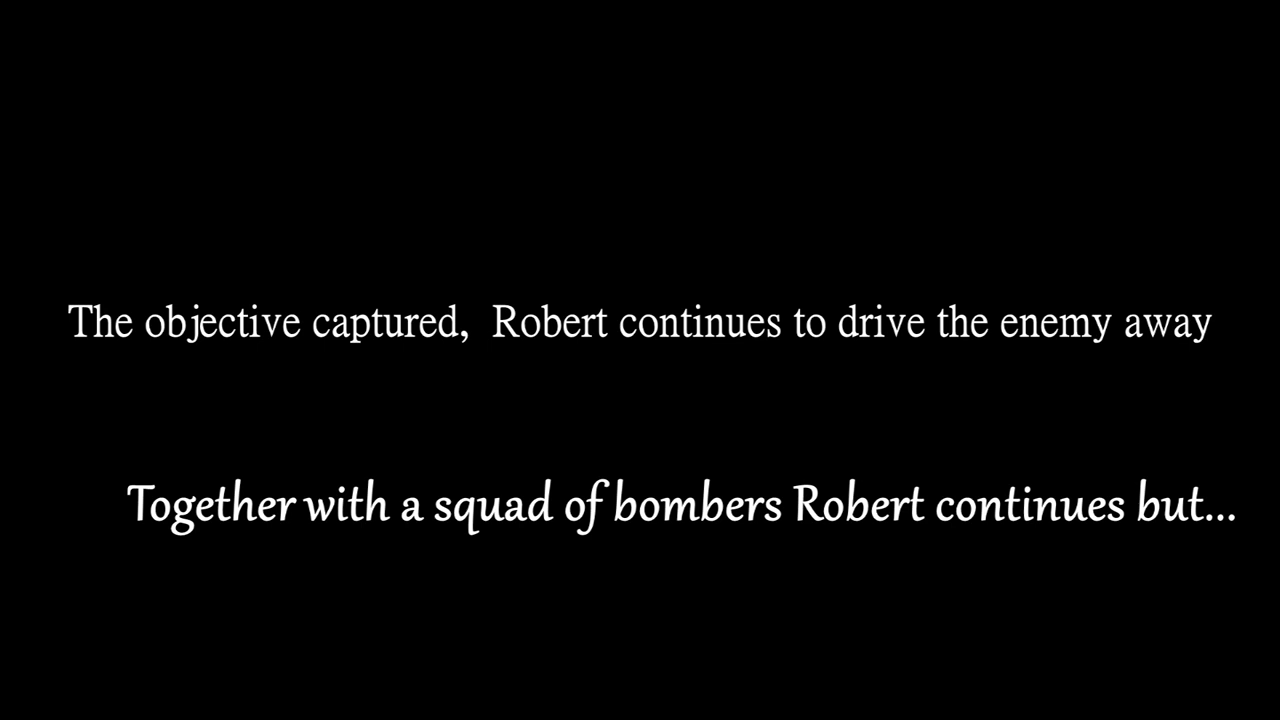 The objective captured,  Robert continues to drive the enemy away
Together with a squad of bombers Robert continues but...